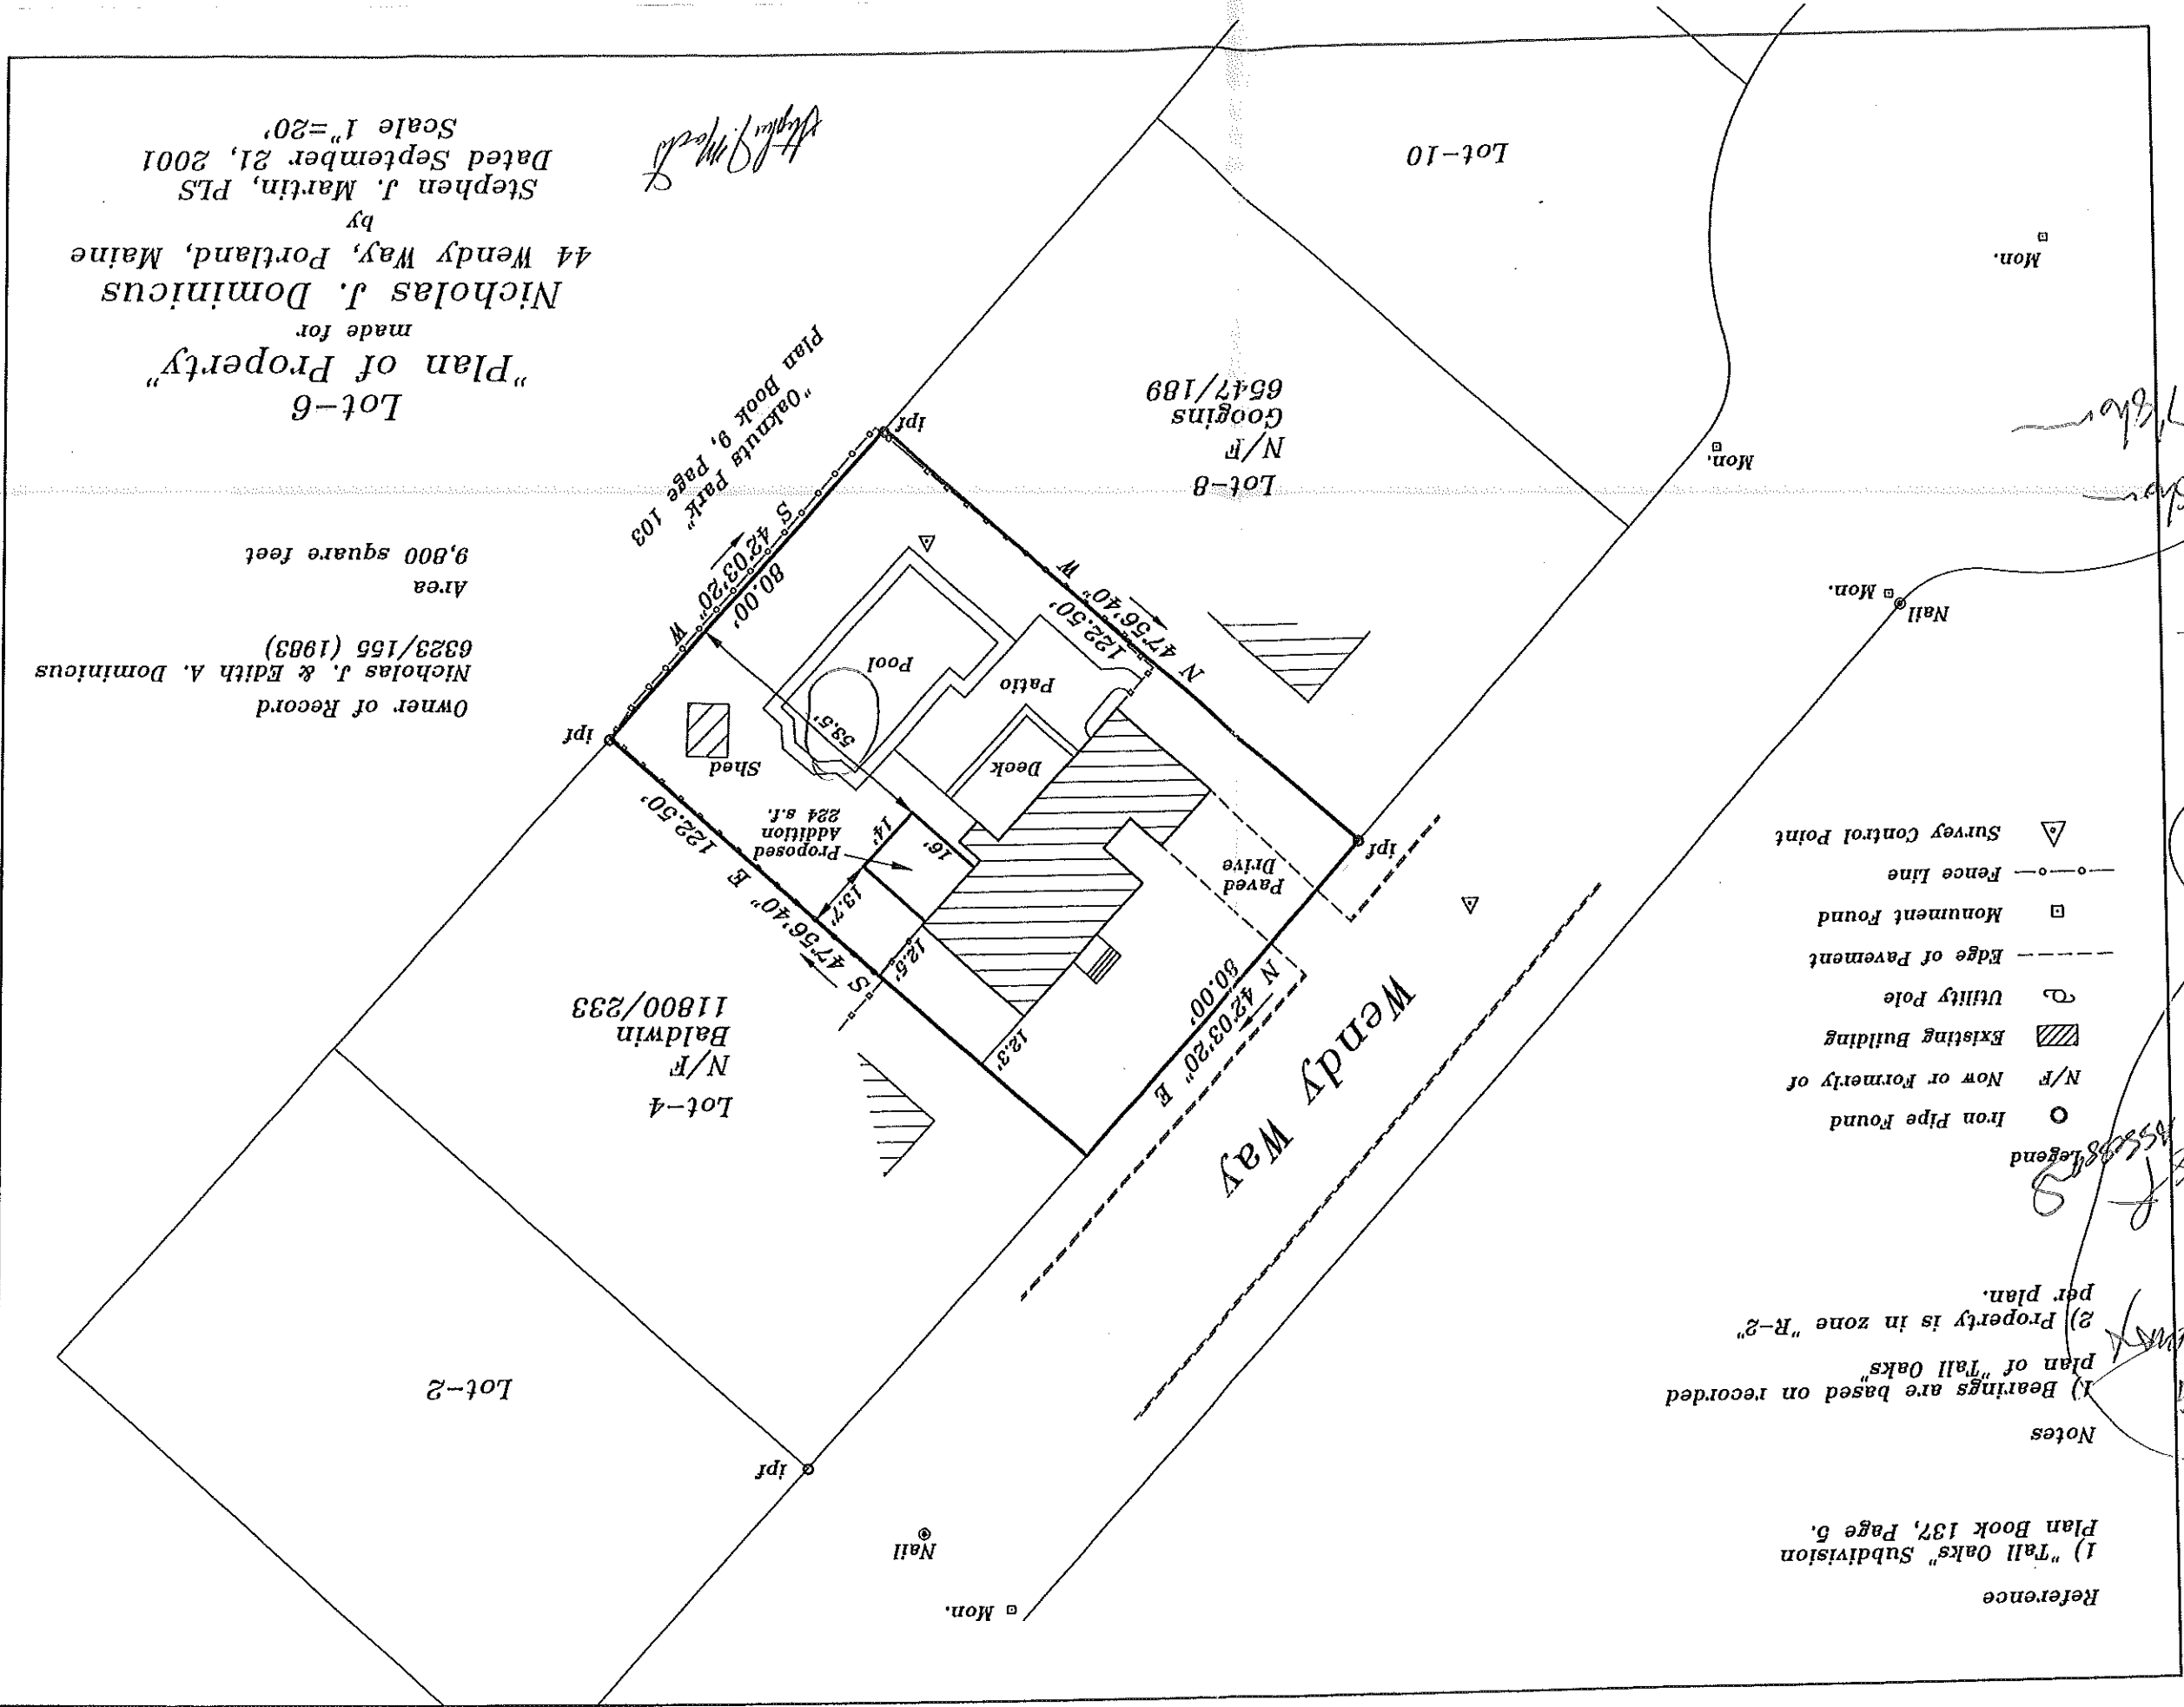 Reference
1) "Tall Oaks" Subdivision
Plan Book 137, Page 5.
Notes
1) Bearings are based on recorded
plan of "Tall Oaks"
2) Property is in zone "R-2"
per plan.
Legend
Iron Pipe Found
N/F Now or Formerly of
Existing Building
Utility Pole
Edge of Pavement
Monument Found
Fence Line
Survey Control Point
Mon.
Nail
ipf
Lot-2
Lot-4
N/F
Baldwin
11800/233
Wendy Way
N 42°03'20" E
80.00'
S 47°56'40" E
122.50'
12.3'
12.5'
13.7'
14'
16'
Proposed
Addition
224 s.f.
Paved
Drive
ipf
Deck
Patio
Pool
53.5'
Shed
ipf
N 47°56'40" W
122.50'
S 42°03'20" W
80.00'
ipf
"Oaknuts Park"
Plan Book 9, Page 103
Nail
Mon.
Mon.
Mon.
Lot-8
N/F
Googins
6547/189
Lot-10
Owner of Record
Nicholas J. & Edith A. Dominicus
6323/155 (1983)
Area
9,800 square feet
Lot-6
"Plan of Property"
made for
Nicholas J. Dominicus
44 Wendy Way, Portland, Maine
by
Stephen J. Martin, PLS
Dated September 21, 2001
Scale 1"=20'
Stephen J. Martin